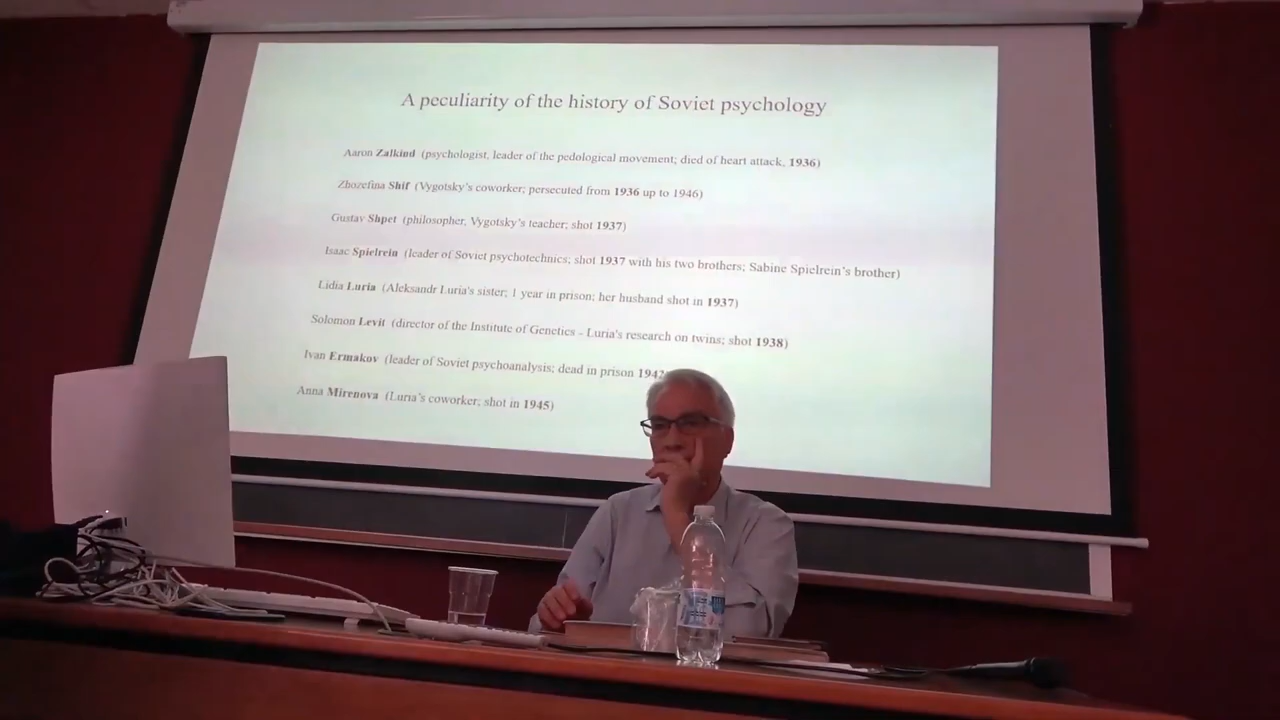 A peculiarity of the history of Soviet psychology
Aaron Zalkind (psychologist, leader of the pedological movement; died of heart attack, 1936)
Zhozefina Shif (Vygotsky's coworker; persecuted from 1936 up to 1946)
Gustav Shpet (philosopher, Vygotsky's teacher; shot 1937)
Isaac Spielrein (leader of Soviet psychotechnics; shot 1937 with his two brothers; Sabine Spielrein's brother)
Lidia Luria (Aleksandr Luria's sister; 1 year in prison; her husband shot in 1937)
Solomon Levit (director of the Institute of Genetics - Luria's research on twins; shot 1938)
Ivan Ermakov (leader of Soviet psychoanalysis; dead in prison 1942
Anna Mirenova (Luria's coworker; shot in 1945)